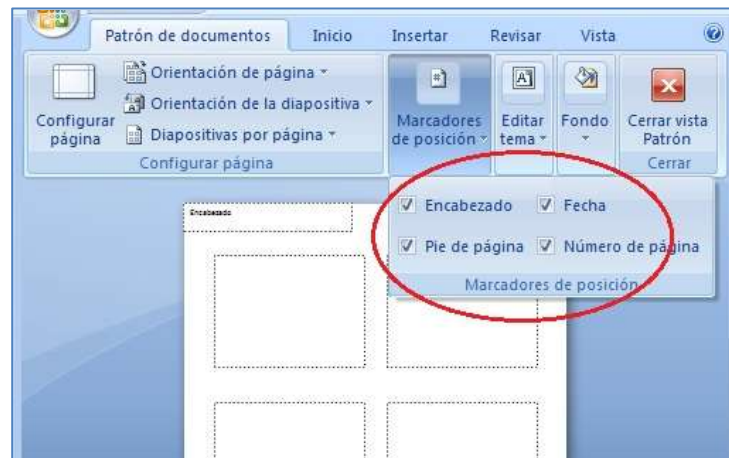 Patrón de documentos Inicio Insertar Revisar Vista
Configurar página
Orientación de página
Orientación de la diapositiva
Diapositivas por página
Configurar página
Marcadores de posición
Editar tema
Fondo
Cerrar vista Patrón
Cerrar
Encabezado Fecha
Pie de página Número de página
Marcadores de posición
Encabezado